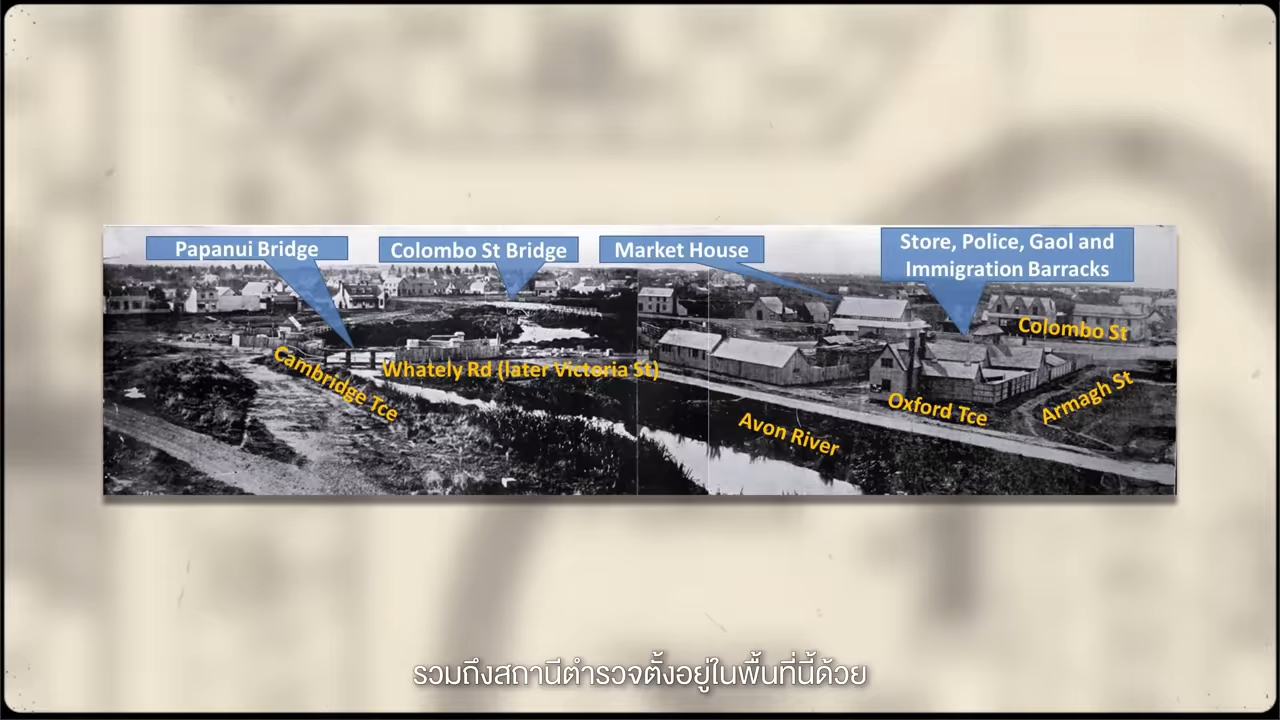 Papanui Bridge
Colombo St Bridge
Market House
Store, Police, Gaol and
Immigration Barracks
Colombo St
Cambridge Tce
Whately Rd (later Victoria St)
Armagh St
Oxford Tce
Avon River
รวมถึงสถานีตำรวจตั้งอยู่ในพื้นที่นี้ด้วย